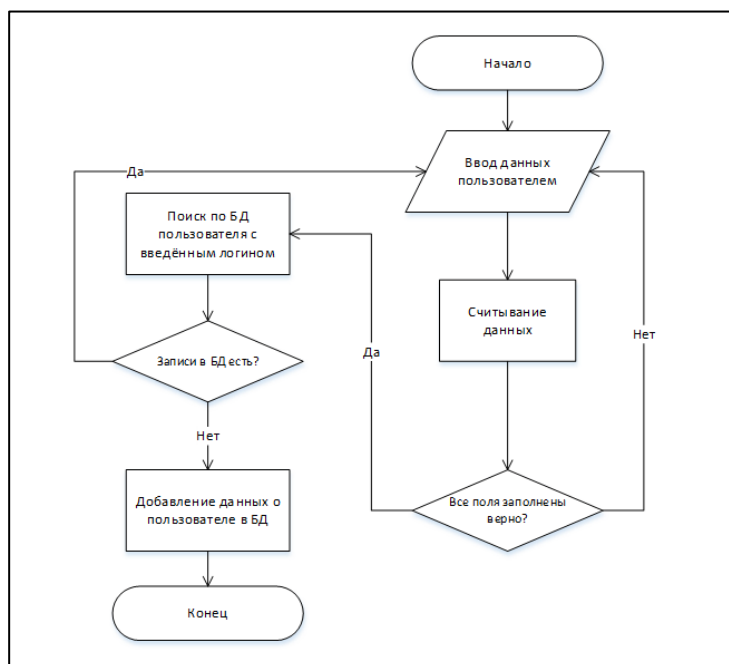 Начало
Ввод данных
пользователем
Да
Поиск по БД
пользователя с
введённым логином
Считывание
данных
Нет
Да
Записи в БД есть?
Нет
Добавление данных о
пользователе в БД
Все поля заполнены
верно?
Конец